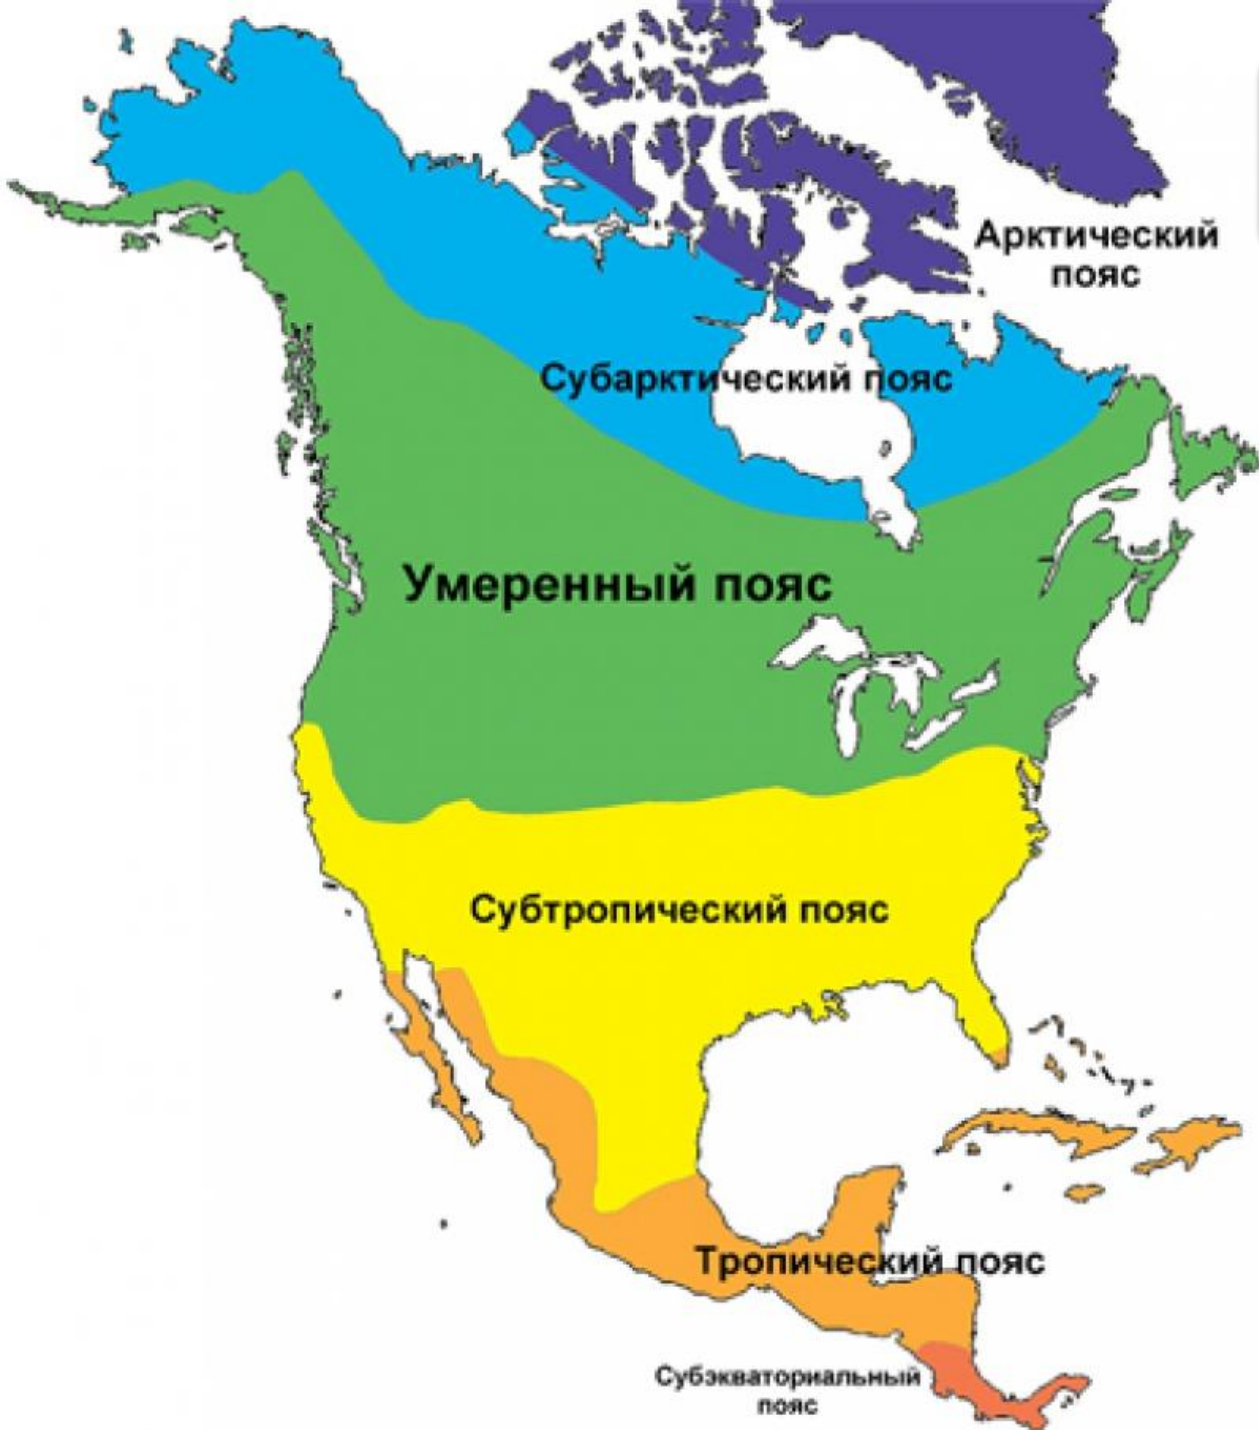 Арктический
пояс
Субарктический пояс
Умеренный пояс
Субтропический пояс
Тропический пояс
Субэкваториальный
пояс